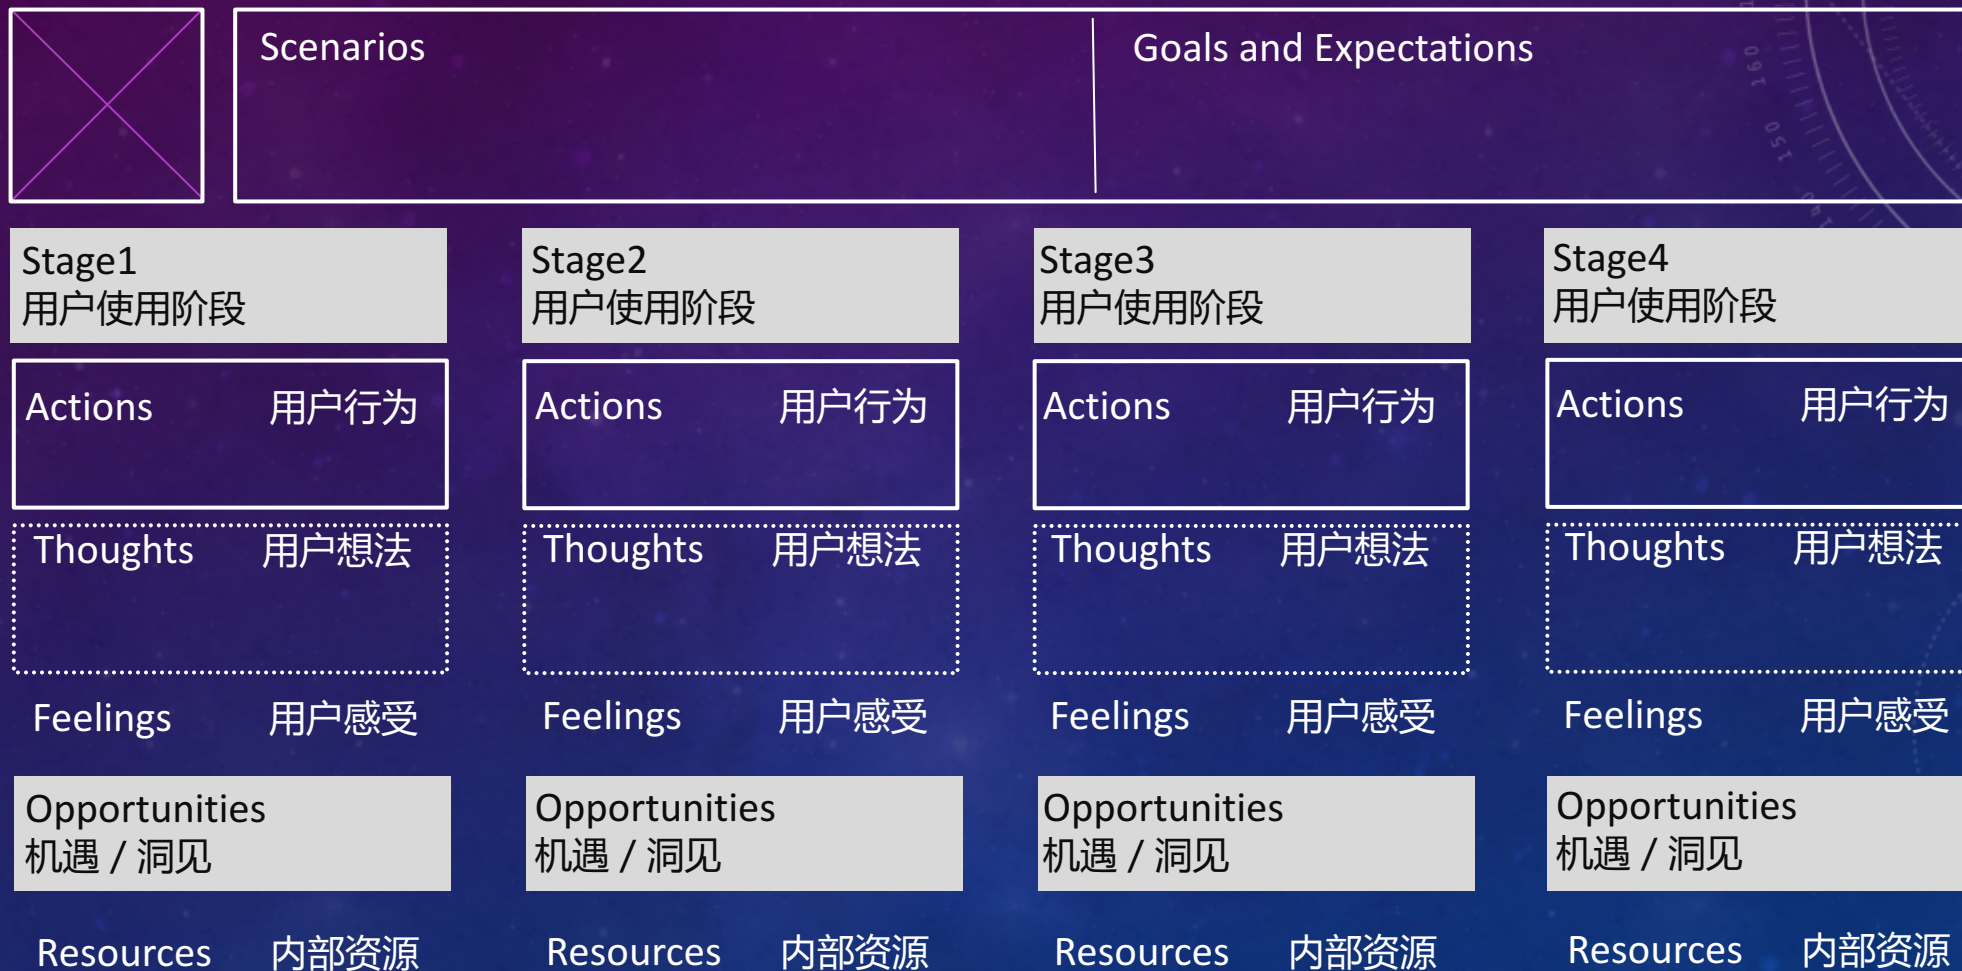 Scenarios
Goals and Expectations
160
150
140
Stage1
用户使用阶段
Stage2
用户使用阶段
Stage3
用户使用阶段
Stage4
用户使用阶段
Actions 用户行为
Actions 用户行为
Actions 用户行为
Actions 用户行为
Thoughts 用户想法
Thoughts 用户想法
Thoughts 用户想法
Thoughts 用户想法
Feelings 用户感受
Feelings 用户感受
Feelings 用户感受
Feelings 用户感受
Opportunities
机遇 / 洞见
Opportunities
机遇 / 洞见
Opportunities
机遇 / 洞见
Opportunities
机遇 / 洞见
Resources 内部资源
Resources 内部资源
Resources 内部资源
Resources 内部资源